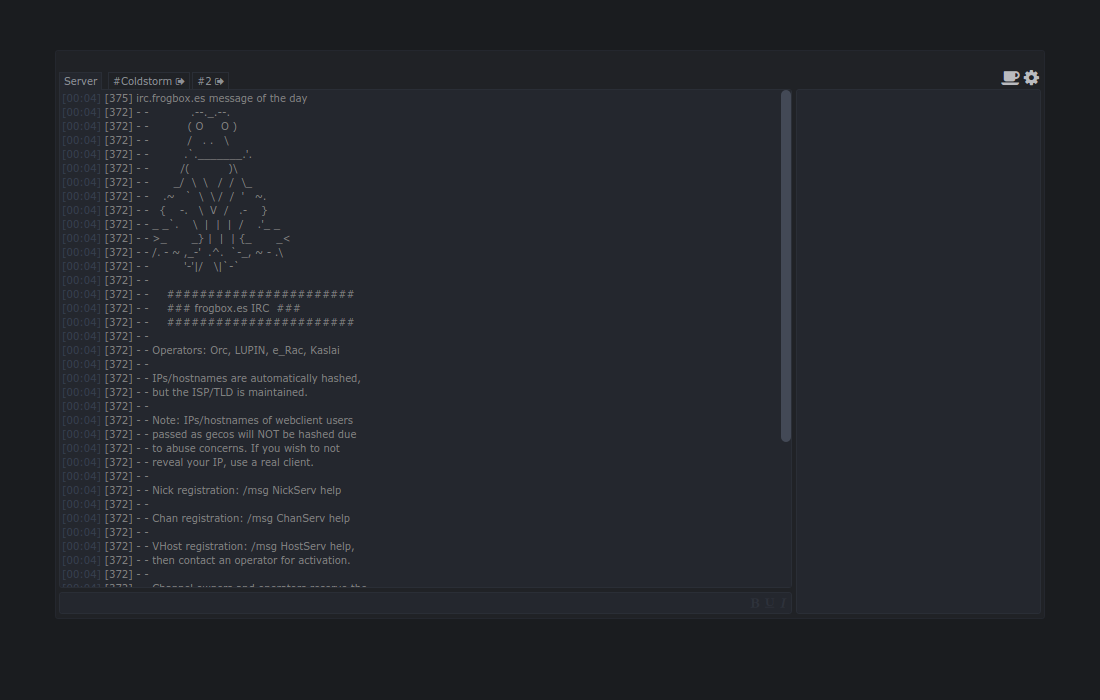 Server #Coldstorm #2
[00:04] [375] irc.frogbox.es message of the day
[00:04] [372] - -             .--._.--.
[00:04] [372] - -            ( O     O )
[00:04] [372] - -            /   . .   \
[00:04] [372] - -           .`._______.'.
[00:04] [372] - -          /(           )\
[00:04] [372] - -        _/  \  \   /  /  \_
[00:04] [372] - -     .~   `  \  \ /  /  '   ~.
[00:04] [372] - -    {    -.   \  V  /   .-    }
[00:04] [372] - - _ _`.    \  |  |  |  /    .'_ _
[00:04] [372] - - >_       _} |  |  | {_       _<
[00:04] [372] - - /. - ~ ,_-'  .^.  `-_, ~ - .\
[00:04] [372] - -           '-'|/   \|`-`
[00:04] [372] - -
[00:04] [372] - -     #######################
[00:04] [372] - -     ### frogbox.es IRC  ###
[00:04] [372] - -     #######################
[00:04] [372] - -
[00:04] [372] - - Operators: Orc, LUPIN, e_Rac, Kaslai
[00:04] [372] - -
[00:04] [372] - - IPs/hostnames are automatically hashed,
[00:04] [372] - - but the ISP/TLD is maintained.
[00:04] [372] - -
[00:04] [372] - - Note: IPs/hostnames of webclient users
[00:04] [372] - - passed as gecos will NOT be hashed due
[00:04] [372] - - to abuse concerns. If you wish to not
[00:04] [372] - - reveal your IP, use a real client.
[00:04] [372] - -
[00:04] [372] - - Nick registration: /msg NickServ help
[00:04] [372] - -
[00:04] [372] - - Chan registration: /msg ChanServ help
[00:04] [372] - -
[00:04] [372] - - VHost registration: /msg HostServ help,
[00:04] [372] - - then contact an operator for activation.
[00:04] [372] - -
[00:04] [372] - - Channel owners and operators reserve the
B U I